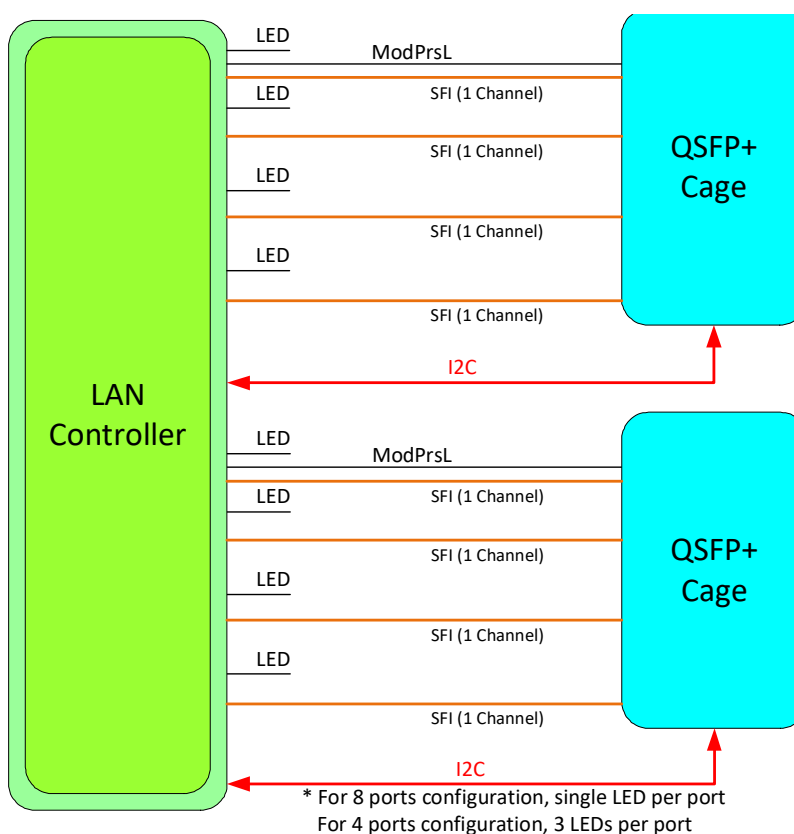 LED
ModPrsL
LED
SFI (1 Channel)
SFI (1 Channel)
QSFP+
Cage
LED
SFI (1 Channel)
LED
SFI (1 Channel)
I2C
LAN
Controller
LED
ModPrsL
LED
SFI (1 Channel)
SFI (1 Channel)
QSFP+
Cage
LED
SFI (1 Channel)
LED
SFI (1 Channel)
I2C
* For 8 ports configuration, single LED per port
For 4 ports configuration, 3 LEDs per port